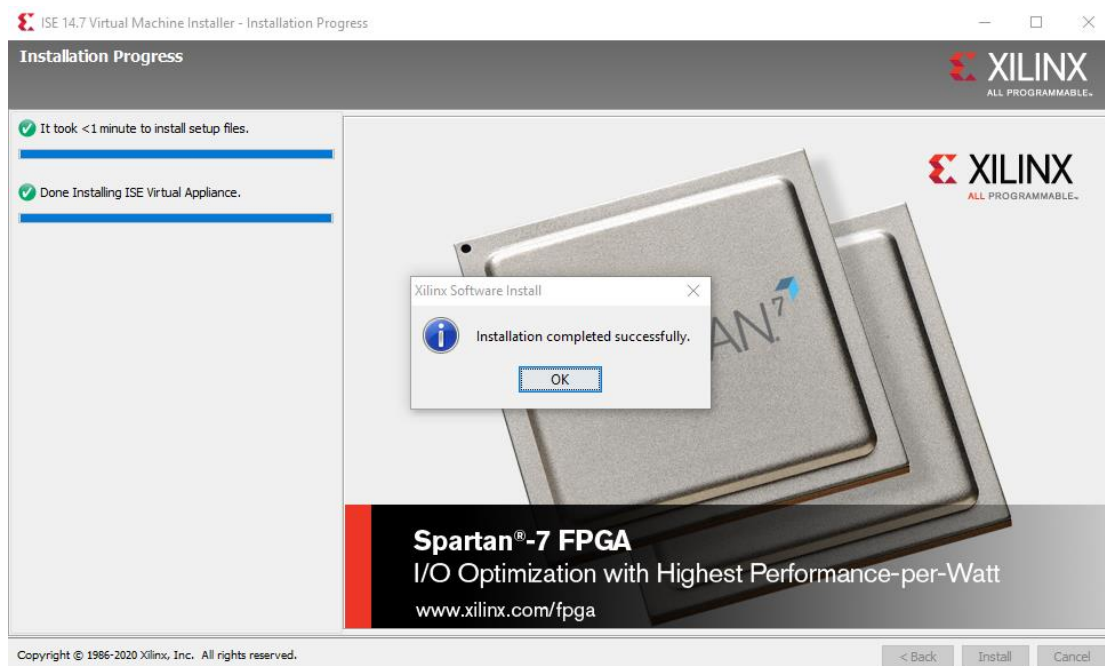 ISE 14.7 Virtual Machine Installer - Installation Progress
Installation Progress
XILINX
ALL PROGRAMMABLE™
It took <1 minute to install setup files.
Done Installing ISE Virtual Appliance.
XILINX
ALL PROGRAMMABLE™
Xilinx Software Install
AN7
Installation completed successfully.
OK
Spartan®-7 FPGA
I/O Optimization with Highest Performance-per-Watt
www.xilinx.com/fpga
Copyright © 1986-2020 Xilinx, Inc. All rights reserved.
< Back
Install
Cancel